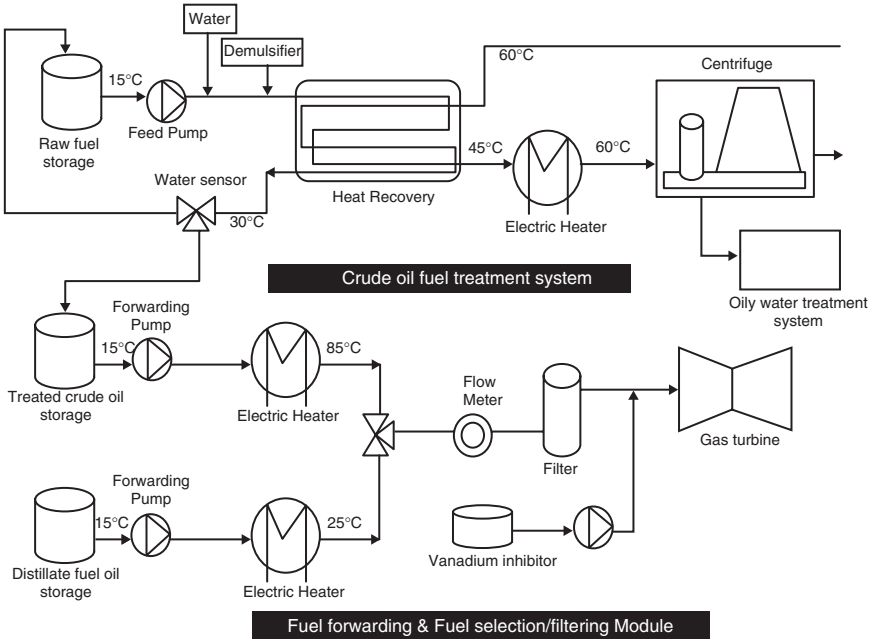 Water
Demulsifier
60°C
Centrifuge
15°C
Feed Pump
Raw fuel
storage
45°C
60°C
Water sensor
Heat Recovery
30°C
Electric Heater
Crude oil fuel treatment system
Oily water treatment
system
Forwarding
Pump
15°C
85°C
Treated crude oil
storage
Electric Heater
Flow
Meter
Gas turbine
Filter
Forwarding
Pump
15°C
25°C
Vanadium inhibitor
Distillate fuel oil
storage
Electric Heater
Fuel forwarding & Fuel selection/filtering Module